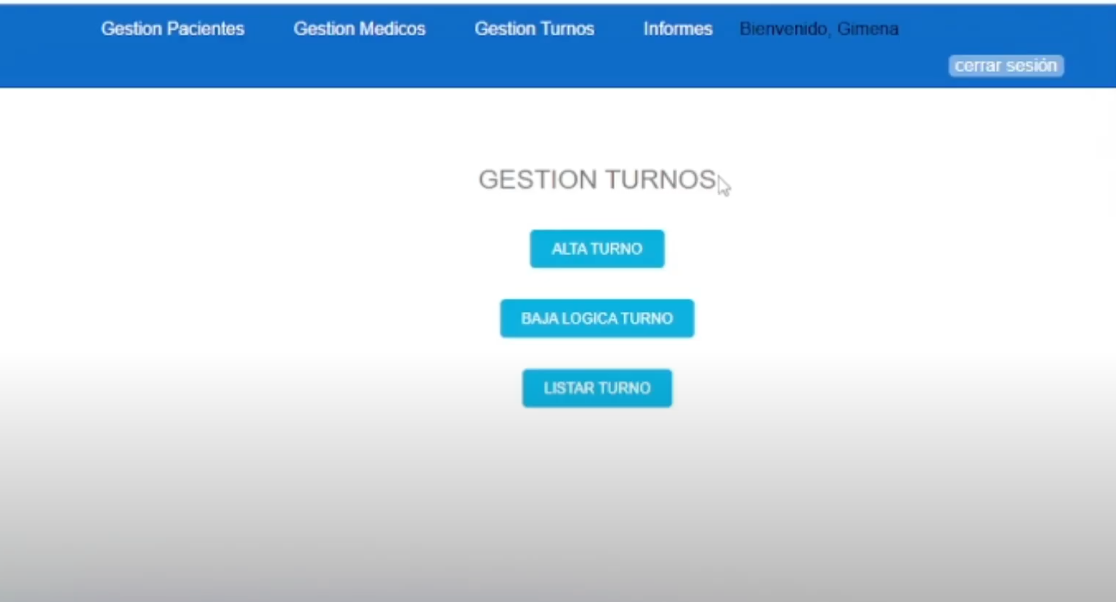 Gestion Pacientes Gestion Medicos Gestion Turnos Informes Bienvenido, Gimena
cerrar sesión
GESTION TURNOS
ALTA TURNO
BAJA LOGICA TURNO
LISTAR TURNO